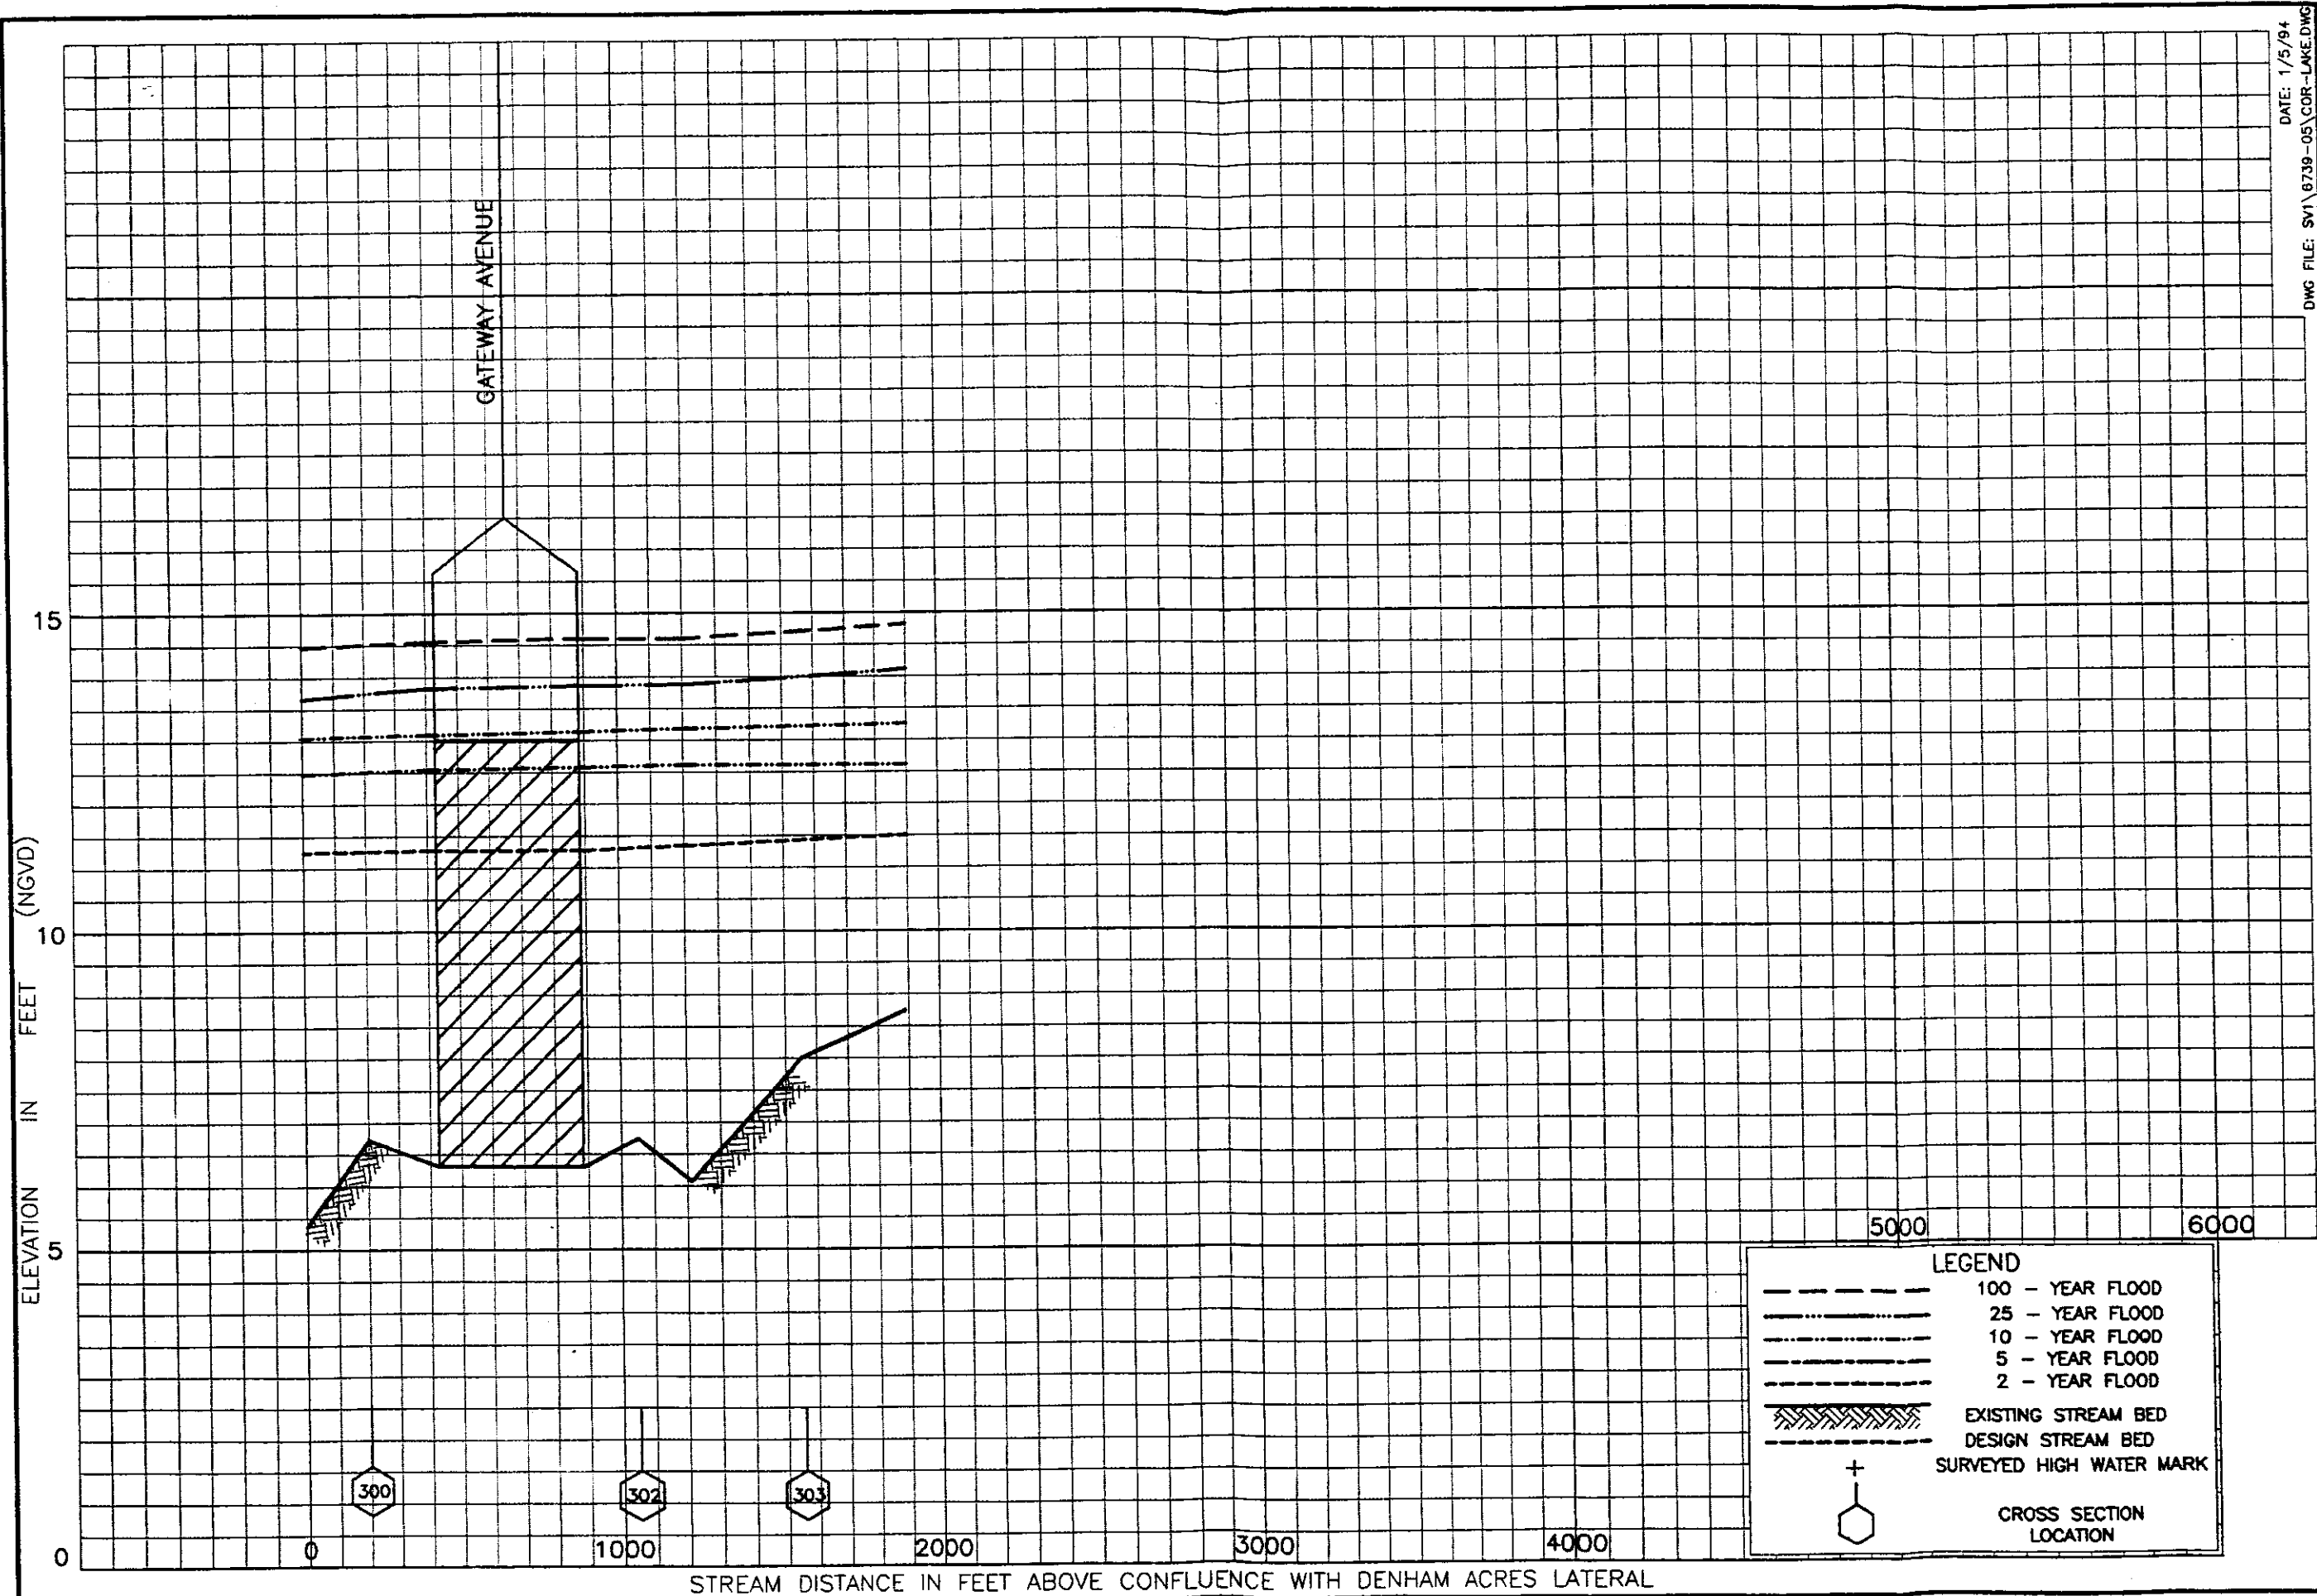 DATE: 1/5/94
DWG FILE: SV1\6739-05\COR-LAKE.DWG
GATEWAY AVENUE
15
10
5
0
ELEVATION IN FEET (NGVD)
300
302
303
0
1000
2000
3000
4000
5000
6000
STREAM DISTANCE IN FEET ABOVE CONFLUENCE WITH DENHAM ACRES LATERAL
LEGEND
100 - YEAR FLOOD
25 - YEAR FLOOD
10 - YEAR FLOOD
5 - YEAR FLOOD
2 - YEAR FLOOD
EXISTING STREAM BED
DESIGN STREAM BED
SURVEYED HIGH WATER MARK
CROSS SECTION
LOCATION